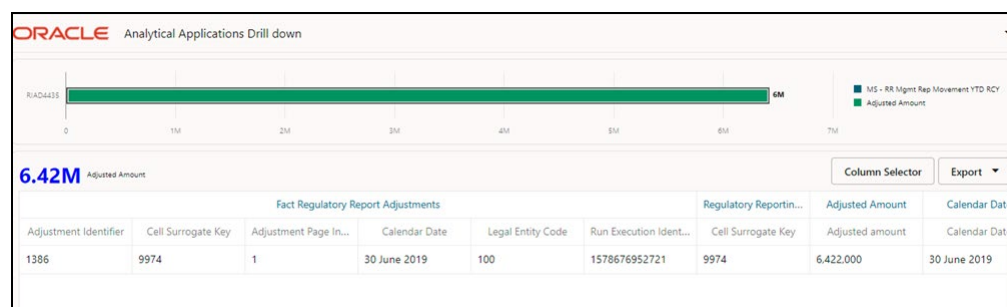 ORACLE Analytical Applications Drill down
RIAD4435
6M
MS - RR Mgmt Rep Movement YTD RCY
Adjusted Amount
0 1M 2M 3M 4M 5M 6M 7M
6.42M Adjusted Amount Column Selector Export
Fact Regulatory Report Adjustments Regulatory Reportin... Adjusted Amount Calendar Dat
Adjustment Identifier Cell Surrogate Key Adjustment Page In... Calendar Date Legal Entity Code Run Execution Ident... Cell Surrogate Key Adjusted amount Calendar Dat
1386 9974 1 30 June 2019 100 1578676952721 9974 6,422,000 30 June 2019